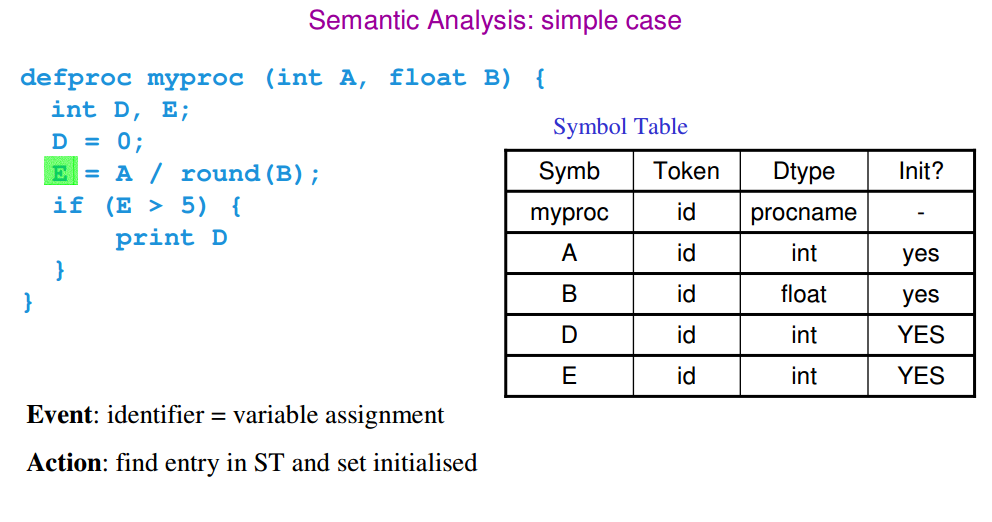 Semantic Analysis: simple case
defproc myproc (int A, float B) {
int D, E;
D = 0;
E = A / round(B);
if (E > 5) {
print D
}
}
Symbol Table
Symb Token Dtype Init?
myproc id procname -
A id int yes
B id float yes
D id int YES
E id int YES
Event: identifier = variable assignment
Action: find entry in ST and set initialised